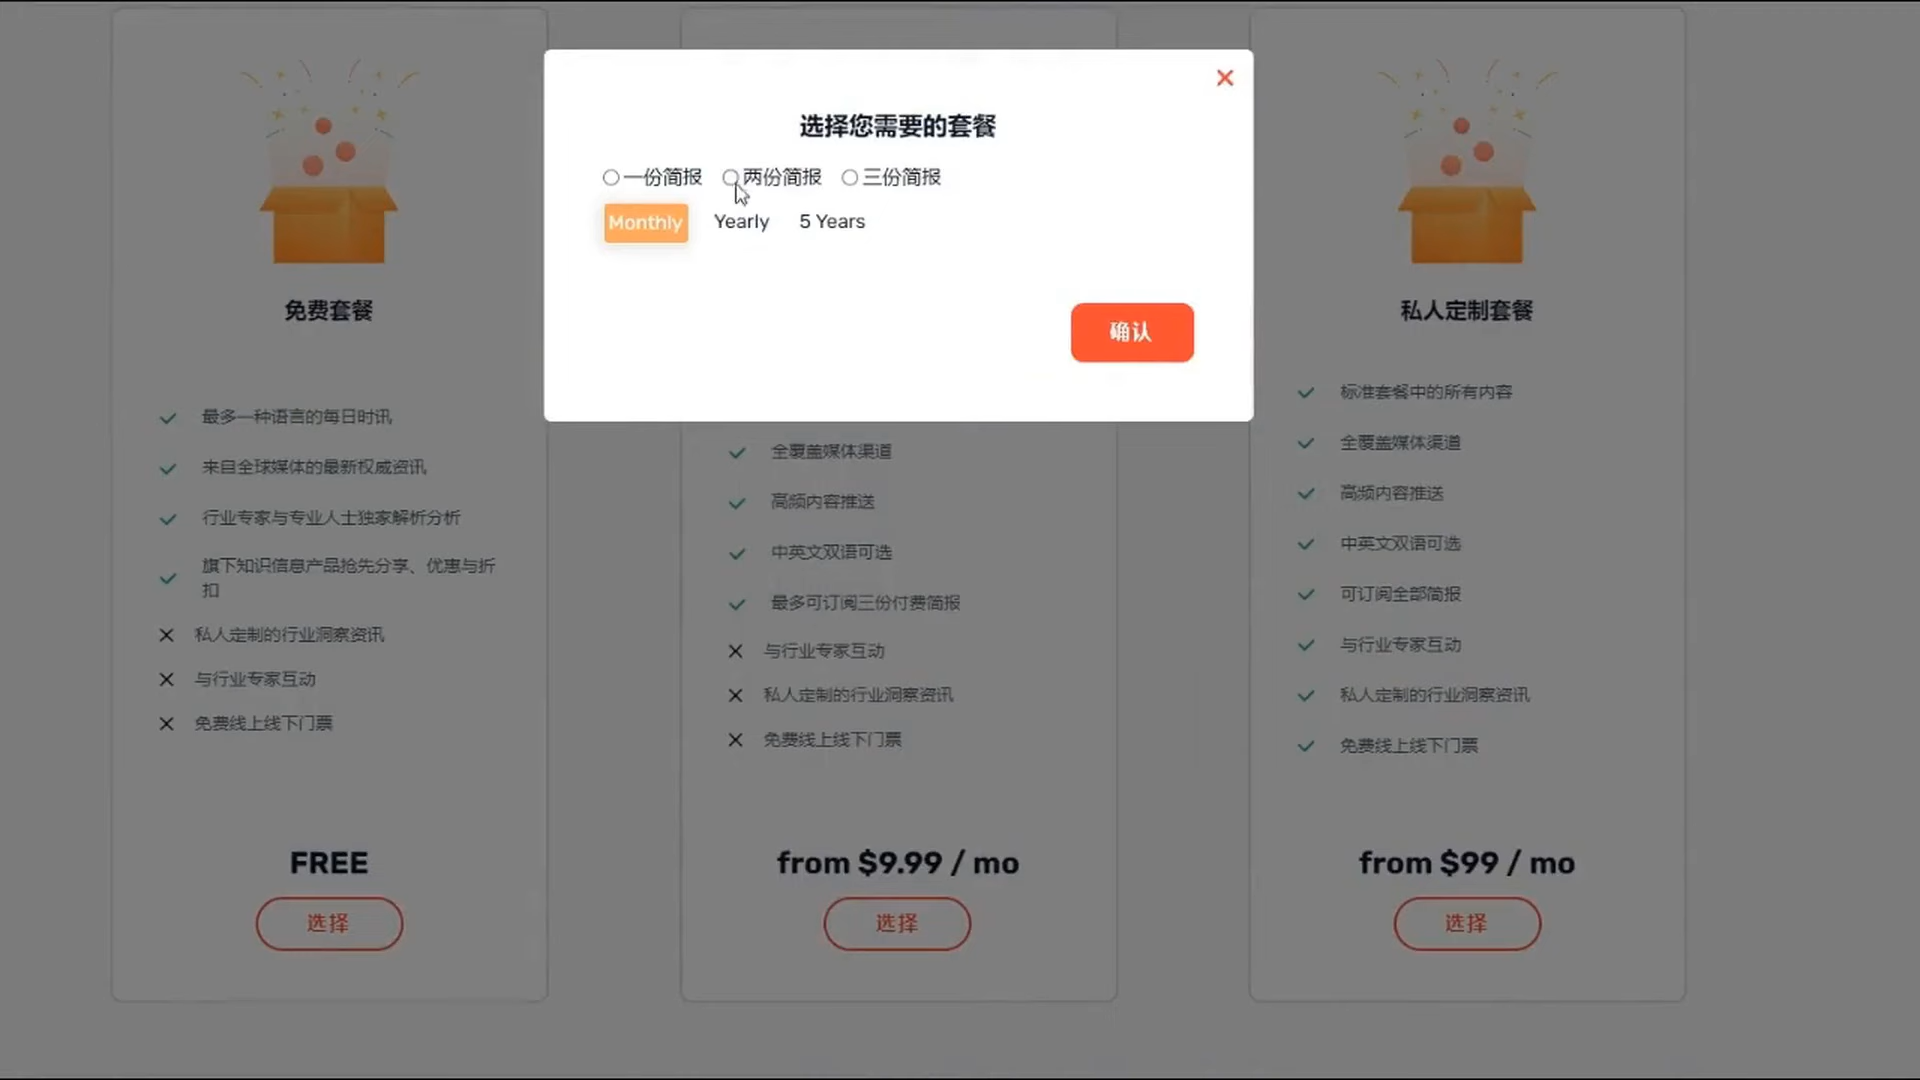 选择您需要的套餐
一份简报 两份简报 三份简报
Monthly Yearly 5 Years
确认
免费套餐
最多一种语言的每日时讯
来自全球媒体的最新权威资讯
行业专家与专业人士独家解析分析
旗下知识信息产品抢先分享、优惠与折
扣
私人定制的行业洞察资讯
与行业专家互动
免费线上线下门票
FREE
选择
全覆盖媒体渠道
高频内容推送
中英文双语可选
最多可订阅三份付费简报
与行业专家互动
私人定制的行业洞察资讯
免费线上线下门票
from $9.99 / mo
选择
私人定制套餐
标准套餐中的所有内容
全覆盖媒体渠道
高频内容推送
中英文双语可选
可订阅全部简报
与行业专家互动
私人定制的行业洞察资讯
免费线上线下门票
from $99 / mo
选择